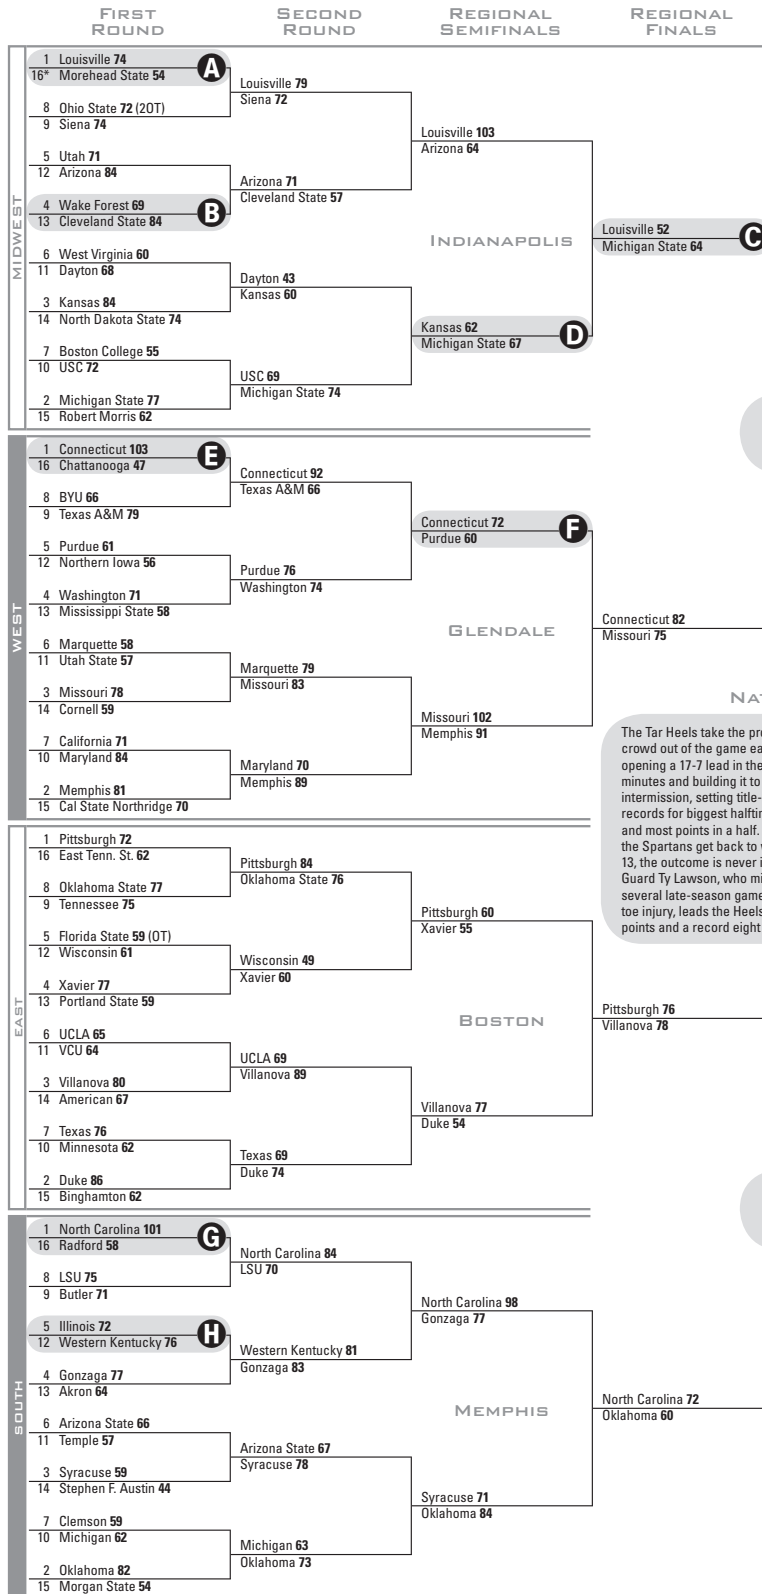 FIRST ROUND
SECOND ROUND
REGIONAL SEMIFINALS
REGIONAL FINALS
MIDWEST
1 Louisville 74
16* Morehead State 54
A
8 Ohio State 72 (2OT)
9 Siena 74
5 Utah 71
12 Arizona 84
4 Wake Forest 69
13 Cleveland State 84
B
6 West Virginia 60
11 Dayton 68
3 Kansas 84
14 North Dakota State 74
7 Boston College 55
10 USC 72
2 Michigan State 77
15 Robert Morris 62
Louisville 79
Siena 72
Arizona 71
Cleveland State 57
Dayton 43
Kansas 60
USC 69
Michigan State 74
Louisville 103
Arizona 64
INDIANAPOLIS
Kansas 62
Michigan State 67
D
Louisville 52
Michigan State 64
C
WEST
1 Connecticut 103
16 Chattanooga 47
E
8 BYU 66
9 Texas A&M 79
5 Purdue 61
12 Northern Iowa 56
4 Washington 71
13 Mississippi State 58
6 Marquette 58
11 Utah State 57
3 Missouri 78
14 Cornell 59
7 California 71
10 Maryland 84
2 Memphis 81
15 Cal State Northridge 70
Connecticut 92
Texas A&M 66
Purdue 76
Washington 74
Marquette 79
Missouri 83
Maryland 70
Memphis 89
Connecticut 72
Purdue 60
F
GLENDALE
Missouri 102
Memphis 91
Connecticut 82
Missouri 75
NAT
The Tar Heels take the pr
crowd out of the game ea
opening a 17-7 lead in the
minutes and building it to
intermission, setting title-
records for biggest halftin
and most points in a half.
the Spartans get back to
13, the outcome is never i
Guard Ty Lawson, who mi
several late-season game
toe injury, leads the Heels
points and a record eight
EAST
1 Pittsburgh 72
16 East Tenn. St. 62
8 Oklahoma State 77
9 Tennessee 75
5 Florida State 59 (OT)
12 Wisconsin 61
4 Xavier 77
13 Portland State 59
6 UCLA 65
11 VCU 64
3 Villanova 80
14 American 67
7 Texas 76
10 Minnesota 62
2 Duke 86
15 Binghamton 62
Pittsburgh 84
Oklahoma State 76
Wisconsin 49
Xavier 60
UCLA 69
Villanova 89
Texas 69
Duke 74
Pittsburgh 60
Xavier 55
BOSTON
Villanova 77
Duke 54
Pittsburgh 76
Villanova 78
SOUTH
1 North Carolina 101
16 Radford 58
G
8 LSU 75
9 Butler 71
5 Illinois 72
12 Western Kentucky 76
H
4 Gonzaga 77
13 Akron 64
6 Arizona State 66
11 Temple 57
3 Syracuse 59
14 Stephen F. Austin 44
7 Clemson 59
10 Michigan 62
2 Oklahoma 82
15 Morgan State 54
North Carolina 84
LSU 70
Western Kentucky 81
Gonzaga 83
Arizona State 67
Syracuse 78
Michigan 63
Oklahoma 73
North Carolina 98
Gonzaga 77
MEMPHIS
Syracuse 71
Oklahoma 84
North Carolina 72
Oklahoma 60